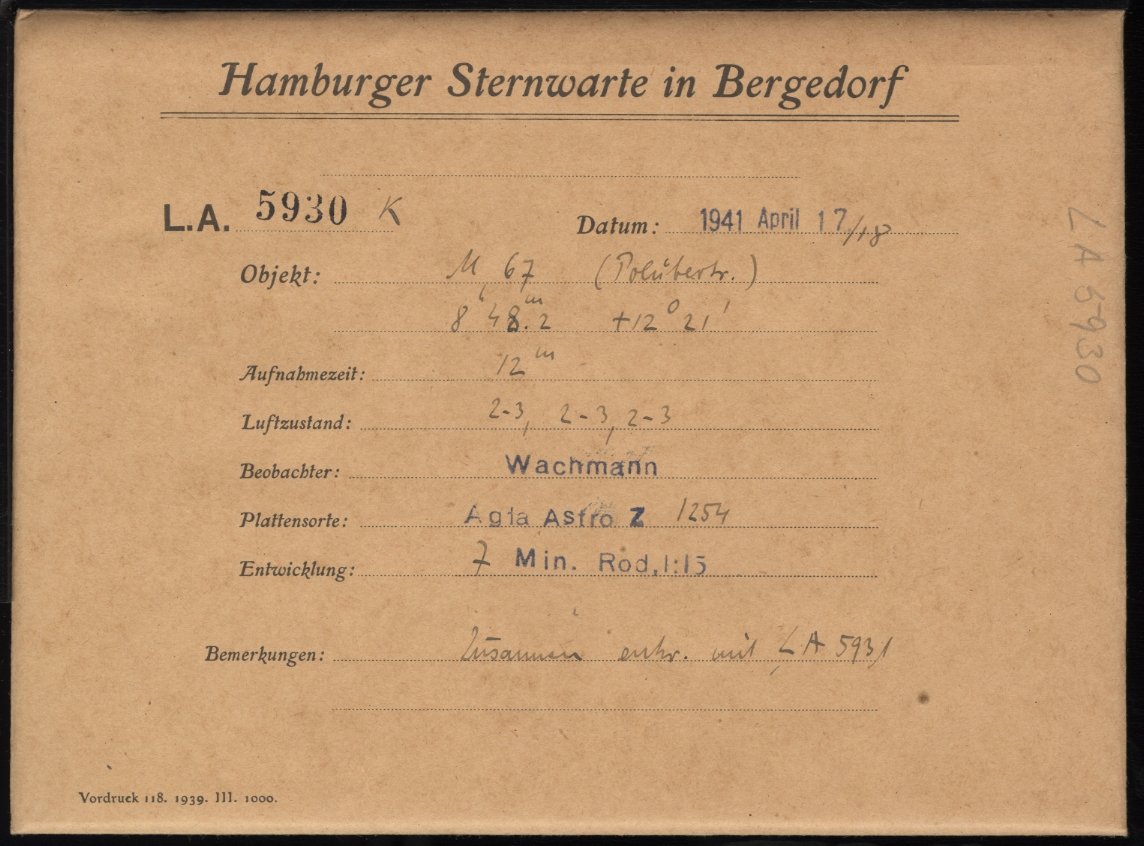 Hamburger Sternwarte in Bergedorf
L.A. 5930 K
Datum: 1941 April 17/18
Objekt: M 67 (Polübertr.)
8ʰ 48ᵐ.2 +12° 21'
Aufnahmezeit: 12ᵐ
Luftzustand: 2-3, 2-3, 2-3
Beobachter: Wachmann
Plattensorte: Agfa Astro Z 1254
Entwicklung: 7 Min. Rod. 1:15
Bemerkungen: Zusammen entw. mit LA 5931
Vordruck 118. 1939. III. 1000.
LA 5930